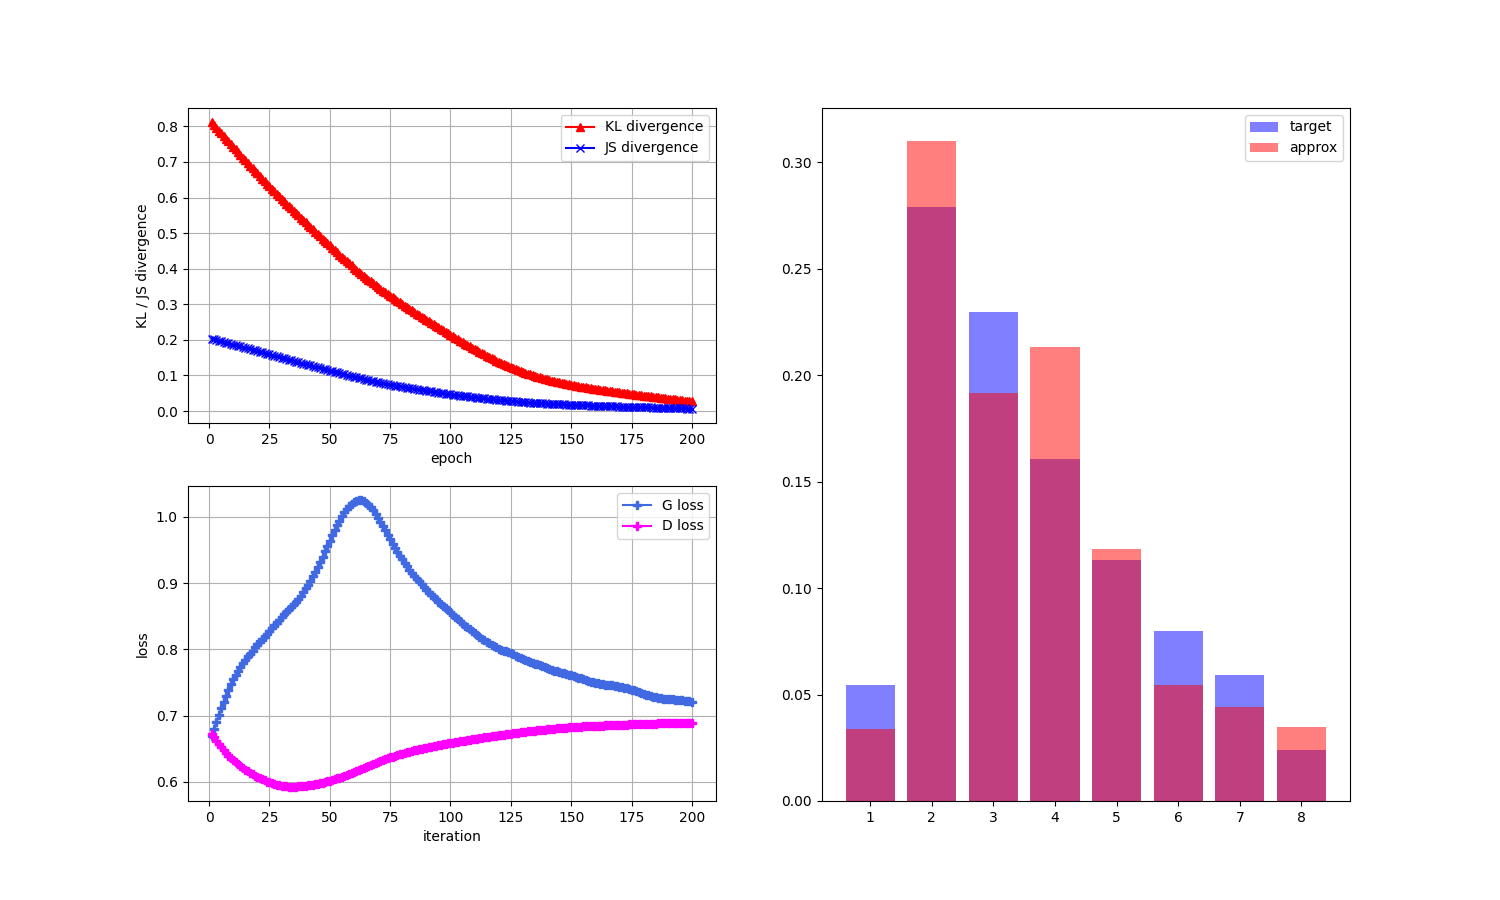 KL divergence
JS divergence
0.8
0.7
0.6
0.5
0.4
0.3
0.2
0.1
0.0
KL / JS divergence
0 25 50 75 100 125 150 175 200
epoch
G loss
D loss
1.0
0.9
0.8
0.7
0.6
loss
0 25 50 75 100 125 150 175 200
iteration
target
approx
0.30
0.25
0.20
0.15
0.10
0.05
0.00
1 2 3 4 5 6 7 8